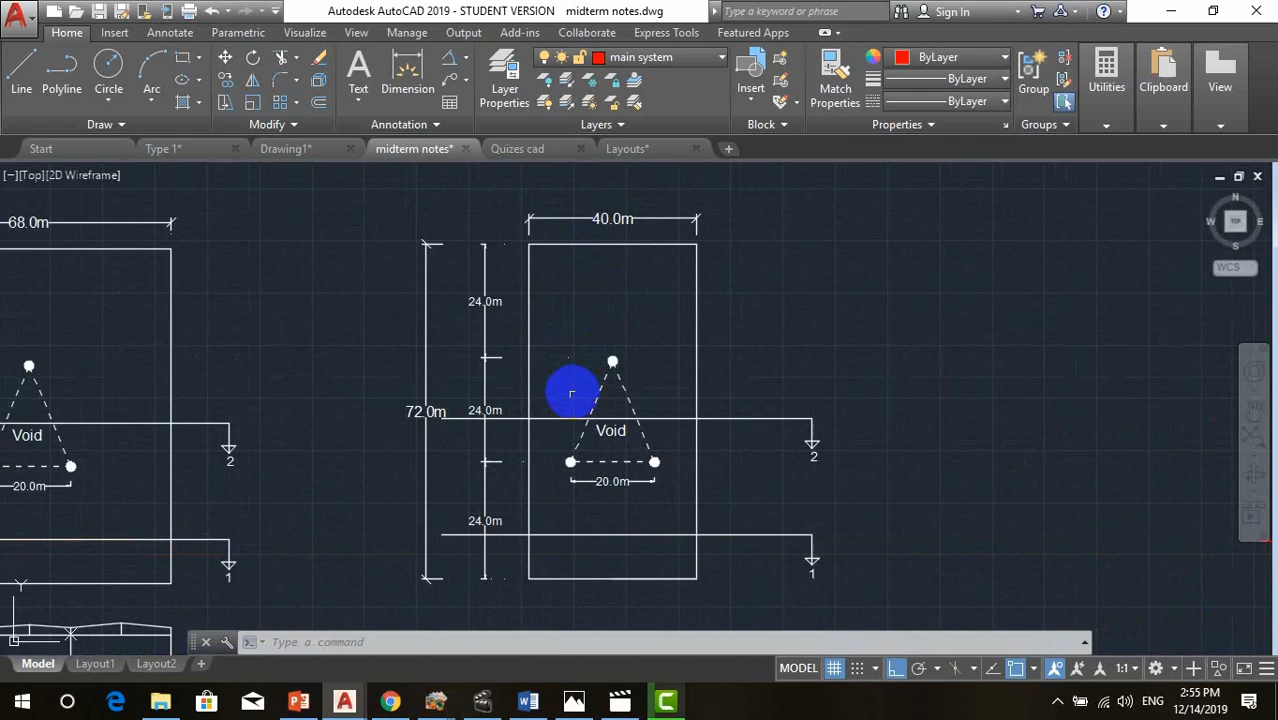 Autodesk AutoCAD 2019 - STUDENT VERSION midterm notes.dwg
Type a keyword or phrase
Sign In
Home Insert Annotate Parametric Visualize View Manage Output Add-ins Collaborate Express Tools Featured Apps
Line Polyline Circle Arc
Text Dimension
Layer Properties
main system
Insert
Match Properties
ByLayer
ByLayer
ByLayer
Group
Utilities
Clipboard
View
Draw Modify Annotation Layers Block Properties Groups
Start Type 1* Drawing1* midterm notes* Quizes cad Layouts*
[−][Top][2D Wireframe]
N
W TOP E
S
WCS
68.0m
40.0m
24.0m
72.0m
24.0m
Void
Void
2
2
20.0m
20.0m
24.0m
1
1
Y
X
Type a command
Model Layout1 Layout2
MODEL
1:1
ENG
2:55 PM
12/14/2019